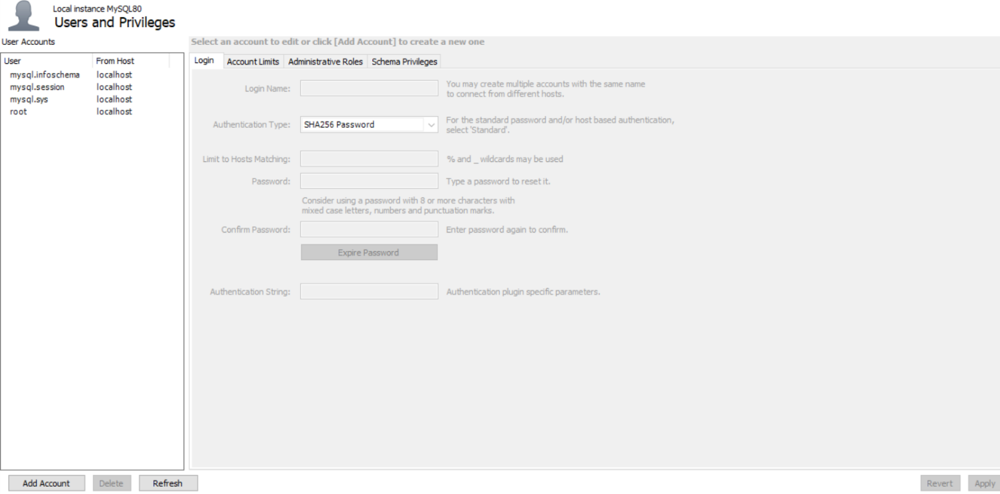 Local instance MySQL80
Users and Privileges
User Accounts
Select an account to edit or click [Add Account] to create a new one
User From Host
mysql.infoschema localhost
mysql.session localhost
mysql.sys localhost
root localhost
Login Account Limits Administrative Roles Schema Privileges
Login Name: You may create multiple accounts with the same name
to connect from different hosts.
Authentication Type: SHA256 Password For the standard password and/or host based authentication,
select 'Standard'.
Limit to Hosts Matching: % and _ wildcards may be used
Password: Type a password to reset it.
Consider using a password with 8 or more characters with
mixed case letters, numbers and punctuation marks.
Confirm Password: Enter password again to confirm.
Expire Password
Authentication String: Authentication plugin specific parameters.
Add Account Delete Refresh Revert Apply